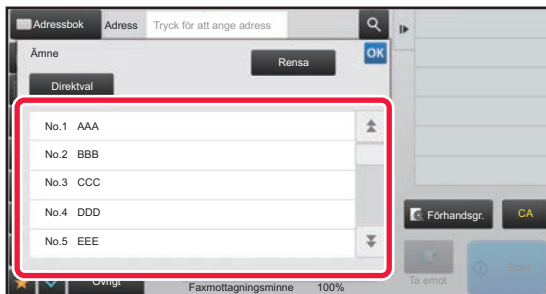 Adressbok Adress Tryck för att ange adress
Ämne OK
Rensa
Direktval
No.1 AAA
No.2 BBB
No.3 CCC
No.4 DDD
No.5 EEE
Förhandsgr. CA
Övrigt Ta emot Start
Faxmottagningsminne 100%